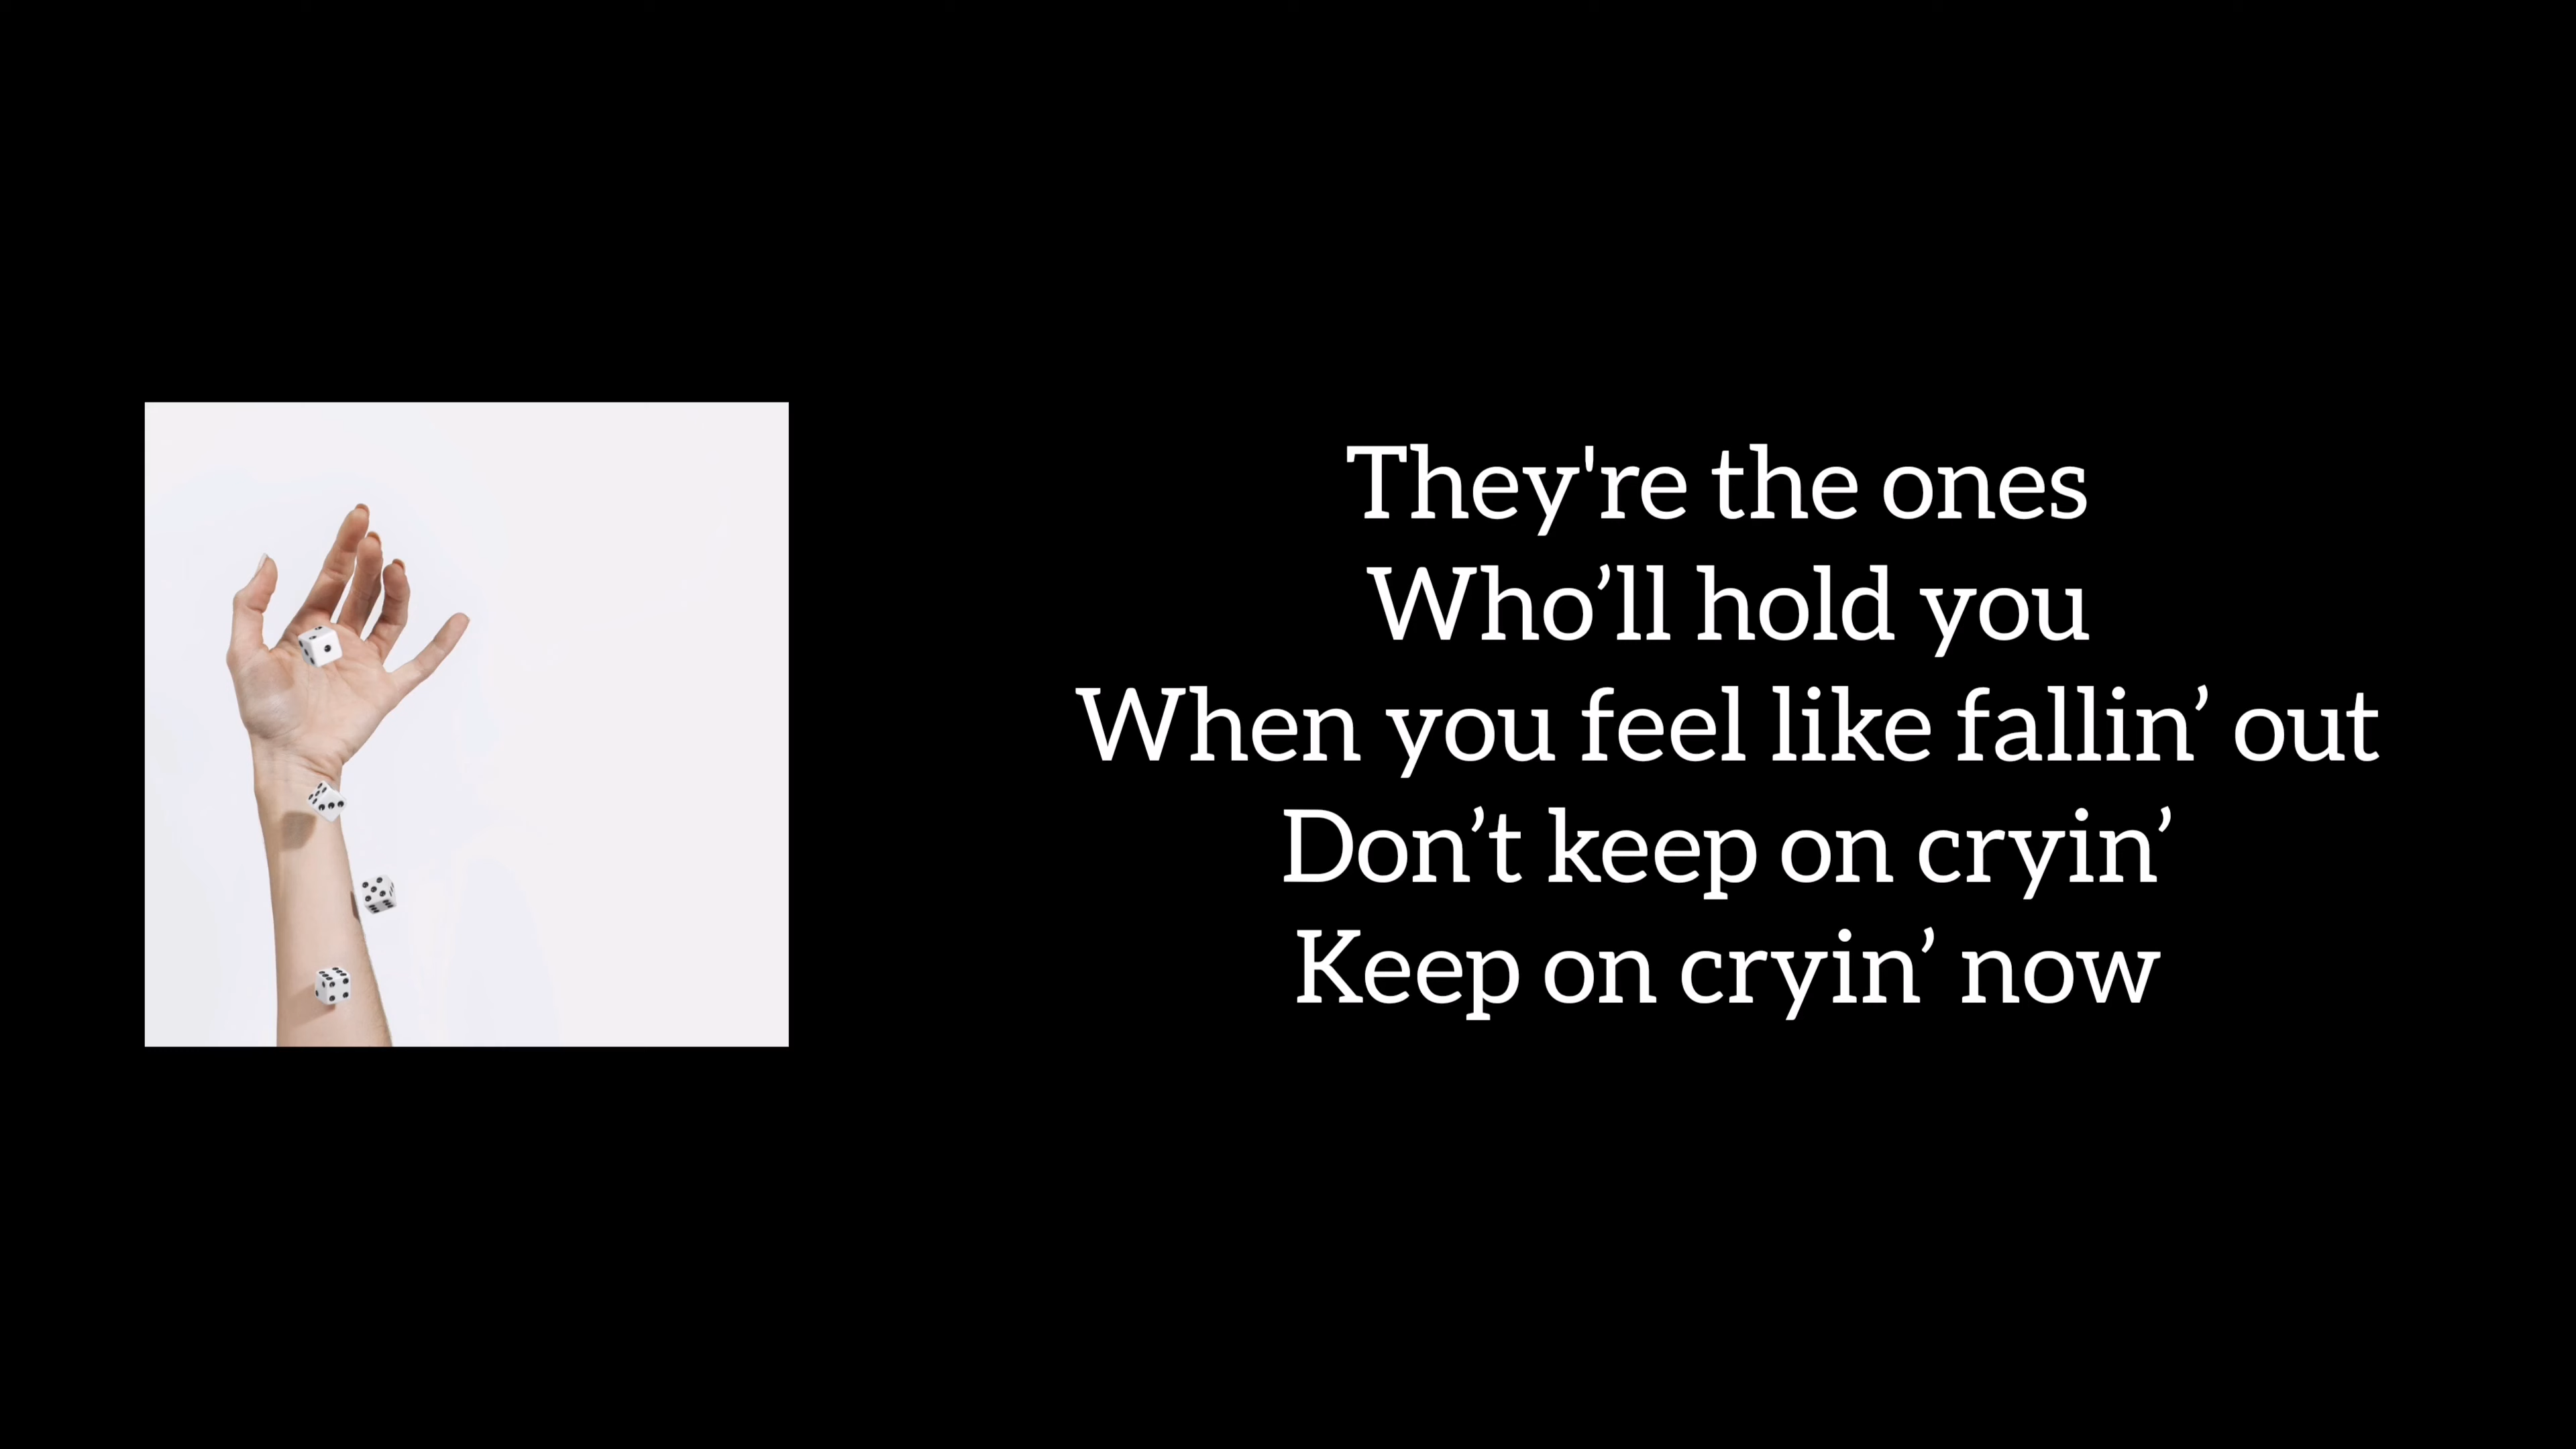 They're the ones
Who’ll hold you
When you feel like fallin’ out
Don’t keep on cryin’
Keep on cryin’ now